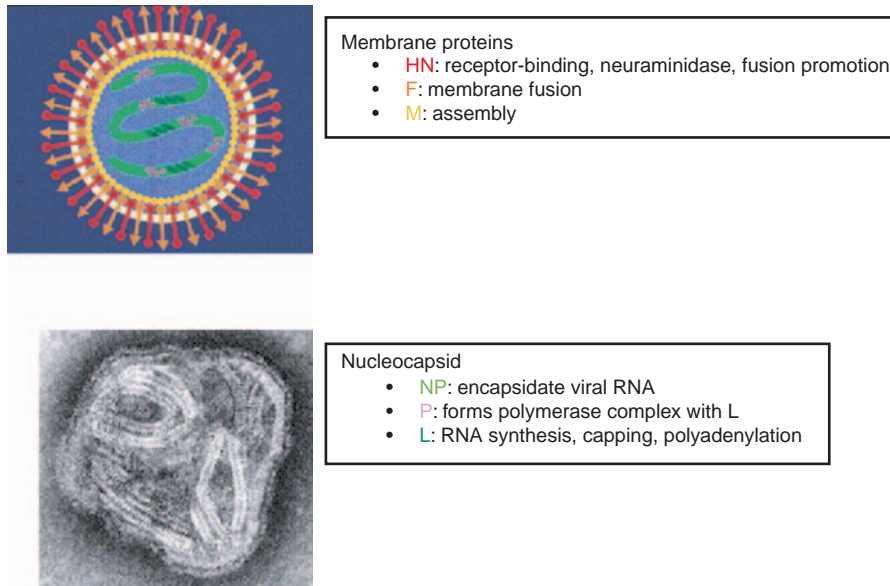 Membrane proteins
• HN: receptor-binding, neuraminidase, fusion promotion
• F: membrane fusion
• M: assembly
Nucleocapsid
• NP: encapsidate viral RNA
• P: forms polymerase complex with L
• L: RNA synthesis, capping, polyadenylation